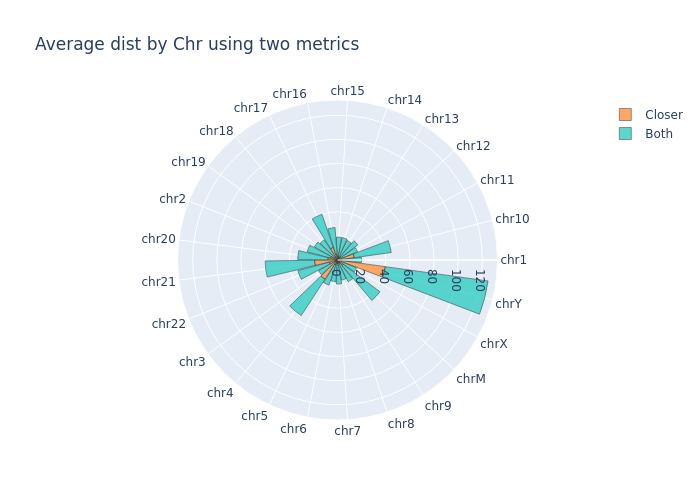 Average dist by Chr using two metrics
chr15
chr16
chr14
chr17
chr13
chr18
chr12
chr19
chr11
chr2
chr10
chr20
chr1
chr21
chrY
chr22
chrX
chr3
chrM
chr4
chr9
chr5
chr8
chr6
chr7
0
20
40
60
80
100
120
Closer
Both